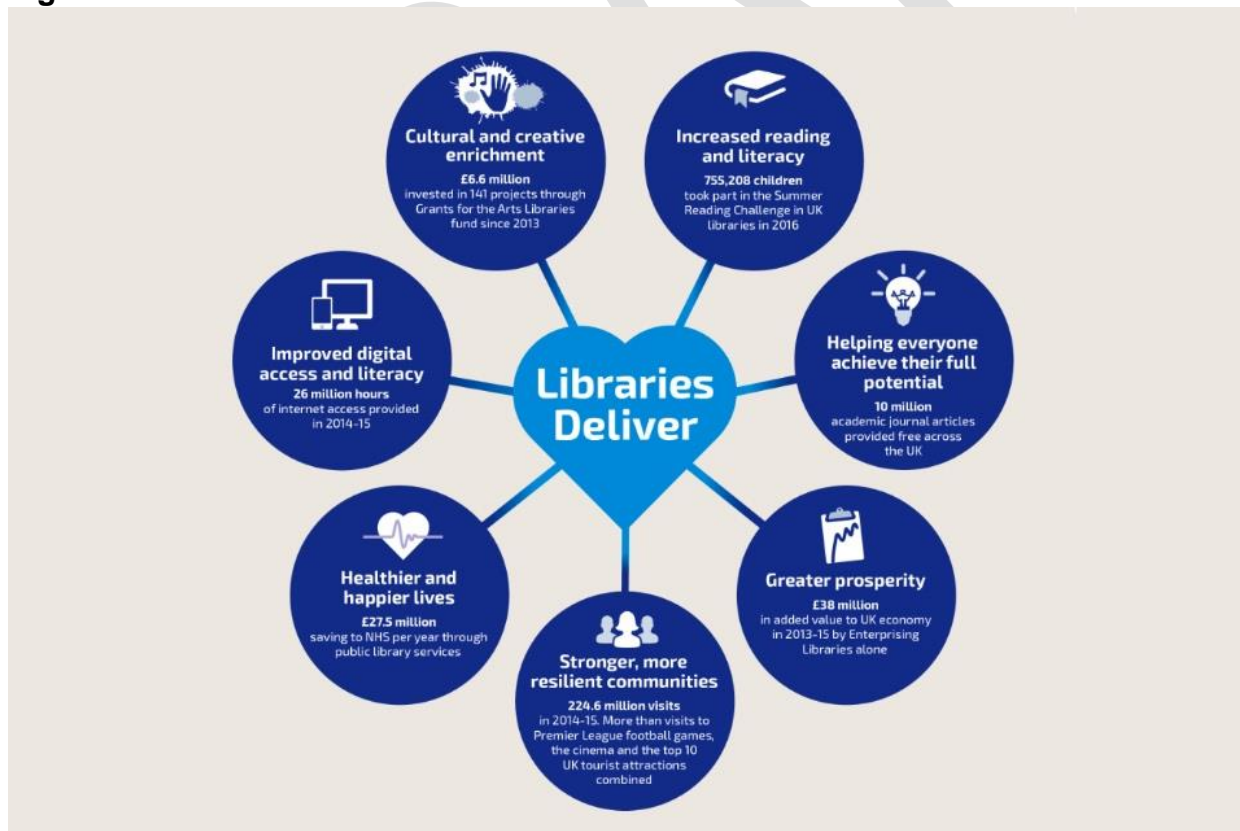 Cultural and creative
enrichment
£6.6 million
invested in 141 projects through
Grants for the Arts Libraries
fund since 2013
Increased reading
and literacy
755,208 children
took part in the Summer
Reading Challenge in UK
libraries in 2016
Improved digital
access and literacy
26 million hours
of internet access provided
in 2014-15
Libraries
Deliver
Helping everyone
achieve their full
potential
10 million
academic journal articles
provided free across
the UK
Healthier and
happier lives
£27.5 million
saving to NHS per year through
public library services
Greater prosperity
£38 million
in added value to UK economy
in 2013-15 by Enterprising
Libraries alone
Stronger, more
resilient communities
224.6 million visits
in 2014-15. More than visits to
Premier League football games,
the cinema and the top 10
UK tourist attractions
combined